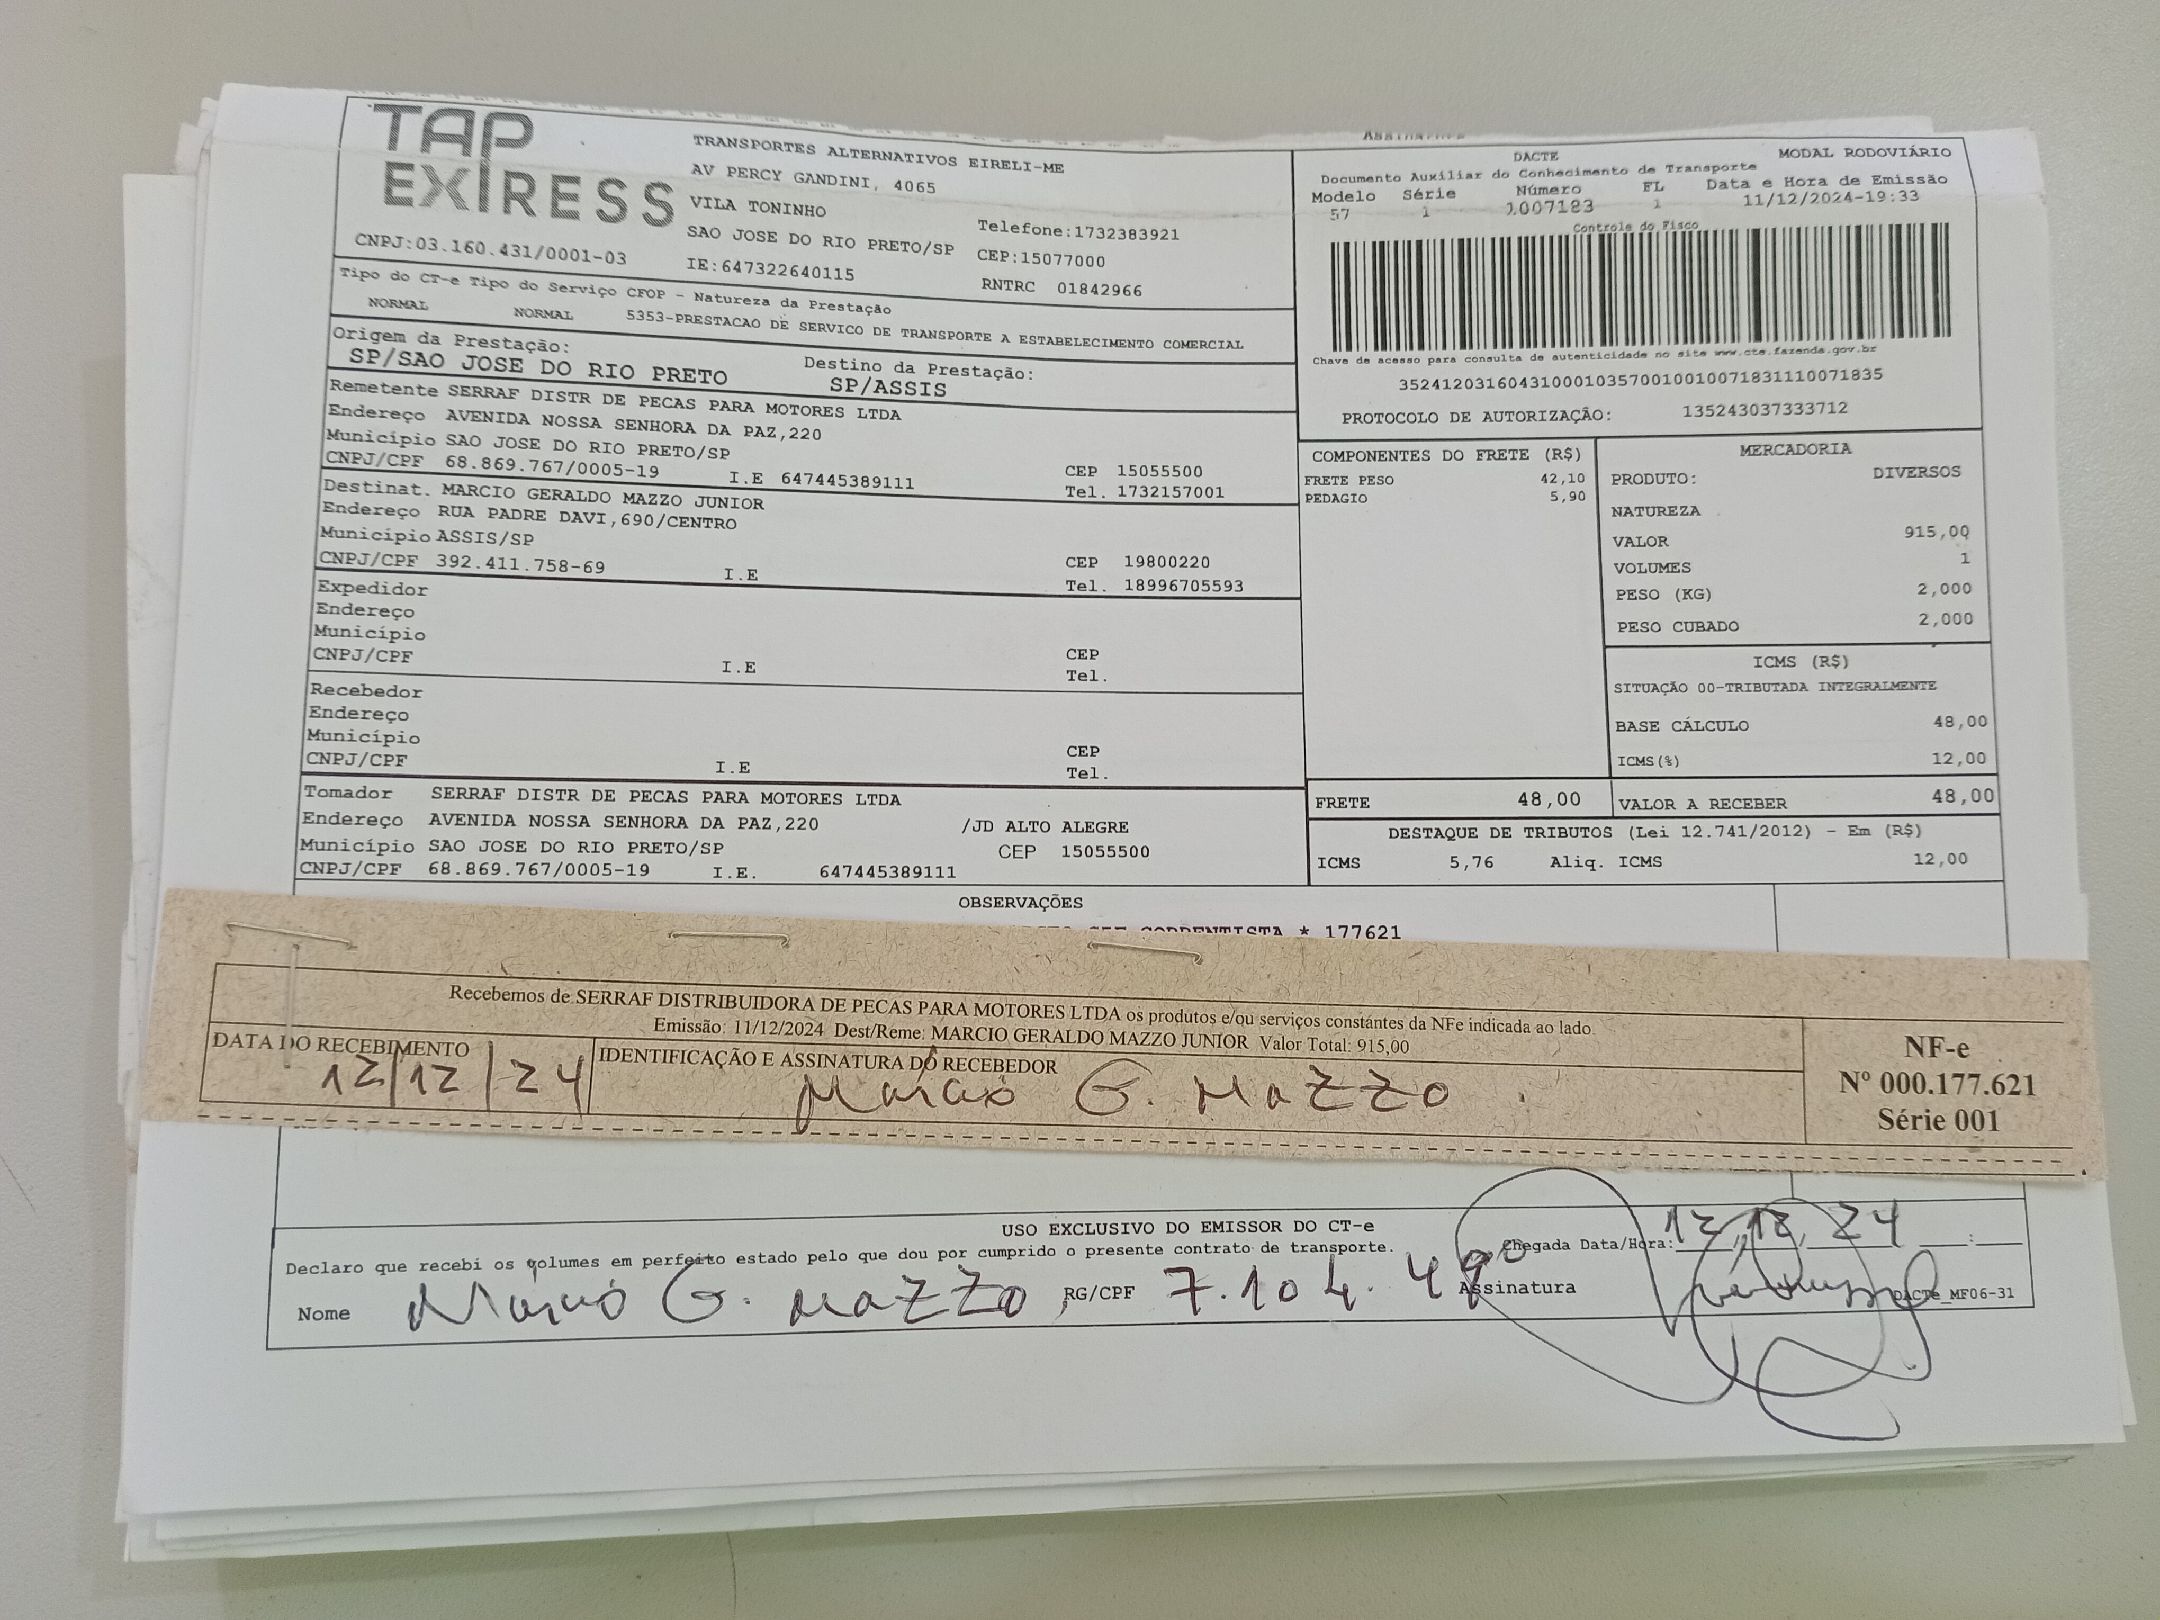 TAP
EXPRESS
TRANSPORTES ALTERNATIVOS EIRELI-ME
AV PERCY GANDINI, 4065
VILA TONINHO
SAO JOSE DO RIO PRETO/SP
IE:647322640115
Telefone:1732383921
CEP:15077000
RNTRC 01842966
CNPJ:03.160.431/0001-03
Tipo do CT-e Tipo do Serviço CFOP - Natureza da Prestação
NORMAL NORMAL 5353-PRESTACAO DE SERVICO DE TRANSPORTE A ESTABELECIMENTO COMERCIAL
Origem da Prestação: Destino da Prestação:
SP/SAO JOSE DO RIO PRETO SP/ASSIS
Remetente SERRAF DISTR DE PECAS PARA MOTORES LTDA
Endereço AVENIDA NOSSA SENHORA DA PAZ,220
Município SAO JOSE DO RIO PRETO/SP CEP 15055500
CNPJ/CPF 68.869.767/0005-19 I.E 647445389111 Tel. 1732157001
Destinat. MARCIO GERALDO MAZZO JUNIOR
Endereço RUA PADRE DAVI,690/CENTRO
Município ASSIS/SP CEP 19800220
CNPJ/CPF 392.411.758-69 I.E Tel. 18996705593
Expedidor
Endereço
Município CEP
CNPJ/CPF I.E Tel.
Recebedor
Endereço
Município CEP
CNPJ/CPF I.E Tel.
Tomador SERRAF DISTR DE PECAS PARA MOTORES LTDA
Endereço AVENIDA NOSSA SENHORA DA PAZ,220 /JD ALTO ALEGRE
Município SAO JOSE DO RIO PRETO/SP CEP 15055500
CNPJ/CPF 68.869.767/0005-19 I.E. 647445389111
DACTE MODAL RODOVIÁRIO
Documento Auxiliar do Conhecimento de Transporte
Modelo Série Número FL Data e Hora de Emissão
57 1 1007183 1 11/12/2024-19:33
Controle do Fisco
Chave de acesso para consulta de autenticidade no site www.cte.fazenda.gov.br
35241203160431000103570010010071831110071835
PROTOCOLO DE AUTORIZAÇÃO: 135243037333712
COMPONENTES DO FRETE (R$)
FRETE PESO 42,10
PEDAGIO 5,90
MERCADORIA
PRODUTO: DIVERSOS
NATUREZA
VALOR 915,00
VOLUMES 1
PESO (KG) 2,000
PESO CUBADO 2,000
ICMS (R$)
SITUAÇÃO 00-TRIBUTADA INTEGRALMENTE
BASE CÁLCULO 48,00
ICMS(%) 12,00
FRETE 48,00 VALOR A RECEBER 48,00
DESTAQUE DE TRIBUTOS (Lei 12.741/2012) - Em (R$)
ICMS 5,76 Aliq. ICMS 12,00
OBSERVAÇÕES
CORRENTISTA * 177621
Recebemos de SERRAF DISTRIBUIDORA DE PECAS PARA MOTORES LTDA os produtos e/ou serviços constantes da NFe indicada ao lado.
Emissão: 11/12/2024 Dest/Reme: MARCIO GERALDO MAZZO JUNIOR Valor Total: 915,00
DATA DO RECEBIMENTO
12/12/24
IDENTIFICAÇÃO E ASSINATURA DO RECEBEDOR
Marcio G. Mazzo.
NF-e
Nº 000.177.621
Série 001
USO EXCLUSIVO DO EMISSOR DO CT-e
Declaro que recebi os volumes em perfeito estado pelo que dou por cumprido o presente contrato de transporte. Chegada Data/Hora: 12/12/24 :
Nome Marcio G. Mazzo RG/CPF 7.104.490 Assinatura
DACTe_MF06-31